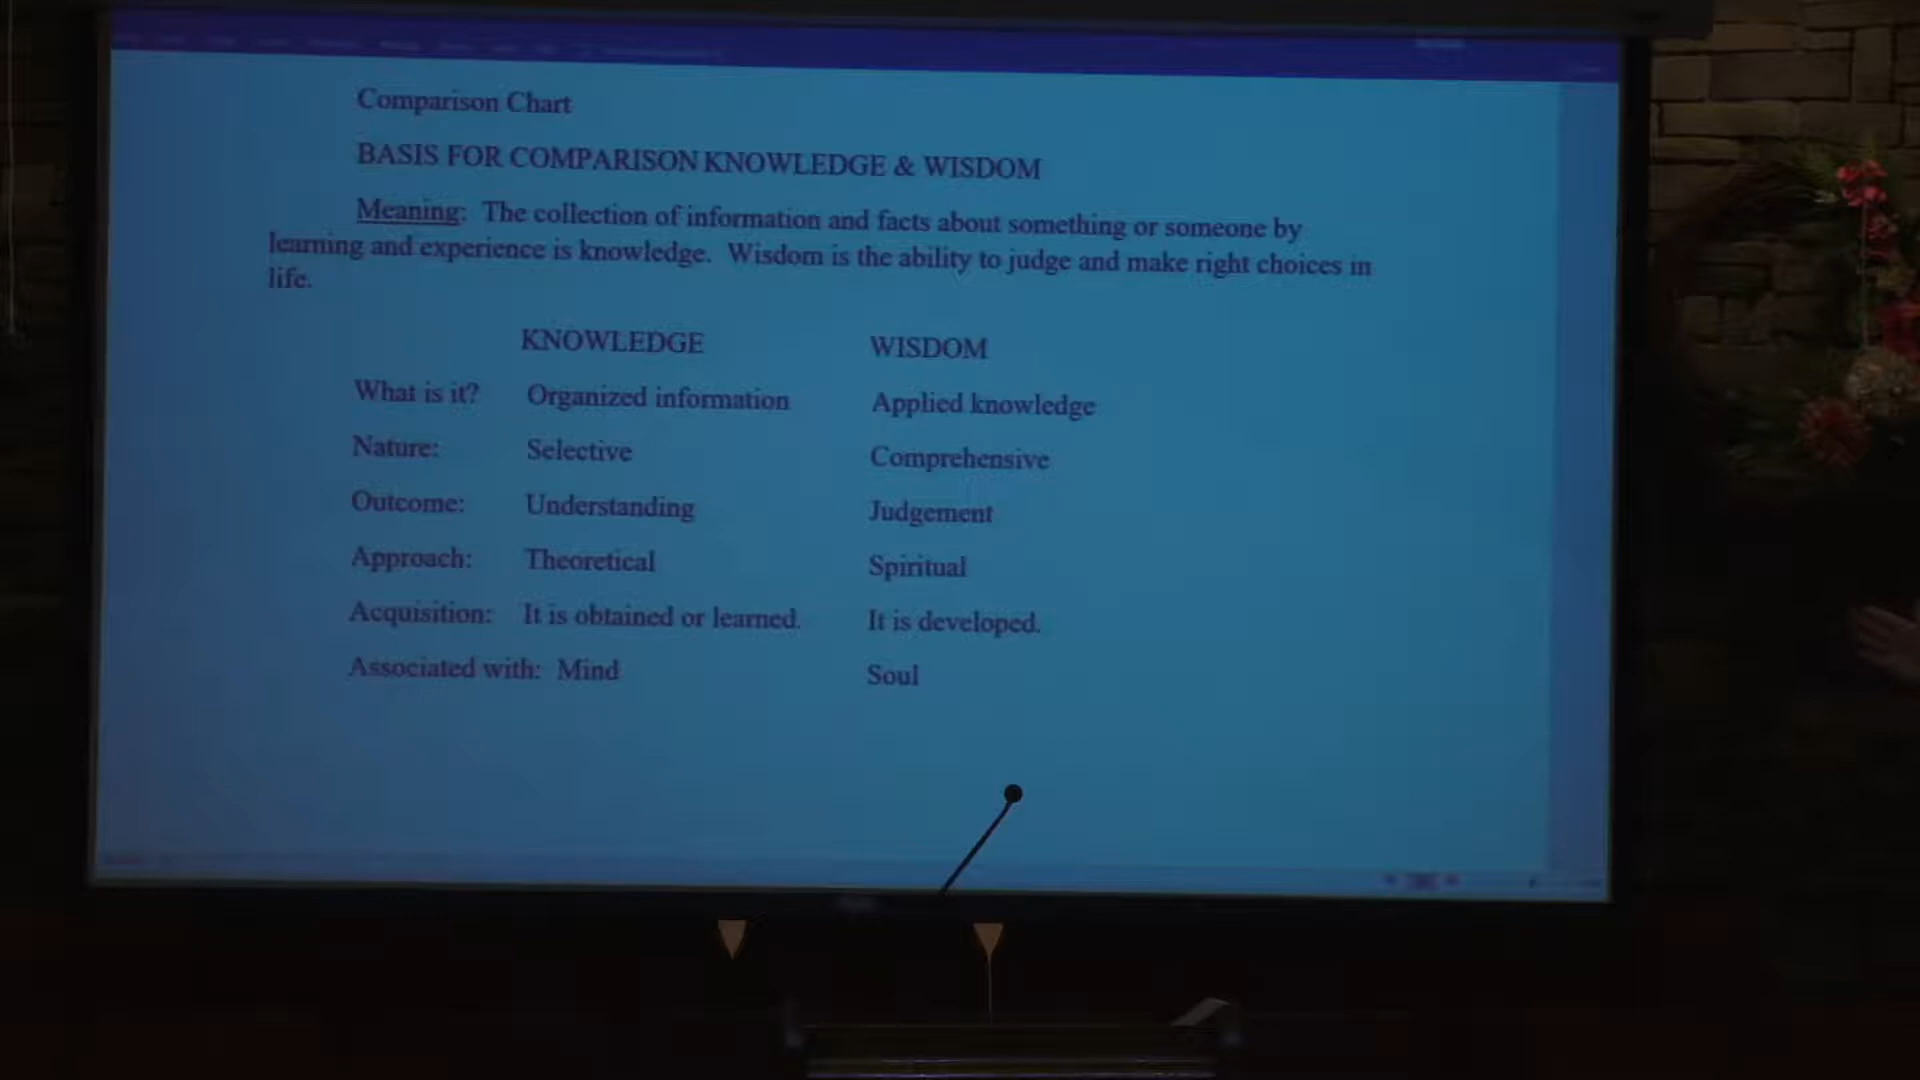 Comparison Chart
BASIS FOR COMPARISON KNOWLEDGE & WISDOM
Meaning: The collection of information and facts about something or someone by
learning and experience is knowledge. Wisdom is the ability to judge and make right choices in
life.
KNOWLEDGE WISDOM
What is it? Organized information Applied knowledge
Nature: Selective Comprehensive
Outcome: Understanding Judgement
Approach: Theoretical Spiritual
Acquisition: It is obtained or learned. It is developed.
Associated with: Mind Soul